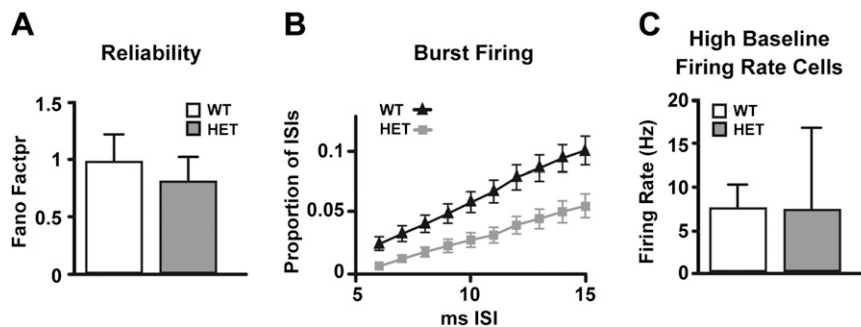 A
Reliability
WT
HET
Fano Factpr
1.5
1
0.5
0
B
Burst Firing
WT
HET
Proportion of ISIs
0.1
0.05
0
5
10
15
ms ISI
C
High Baseline
Firing Rate Cells
WT
HET
Firing Rate (Hz)
20
15
10
5
0